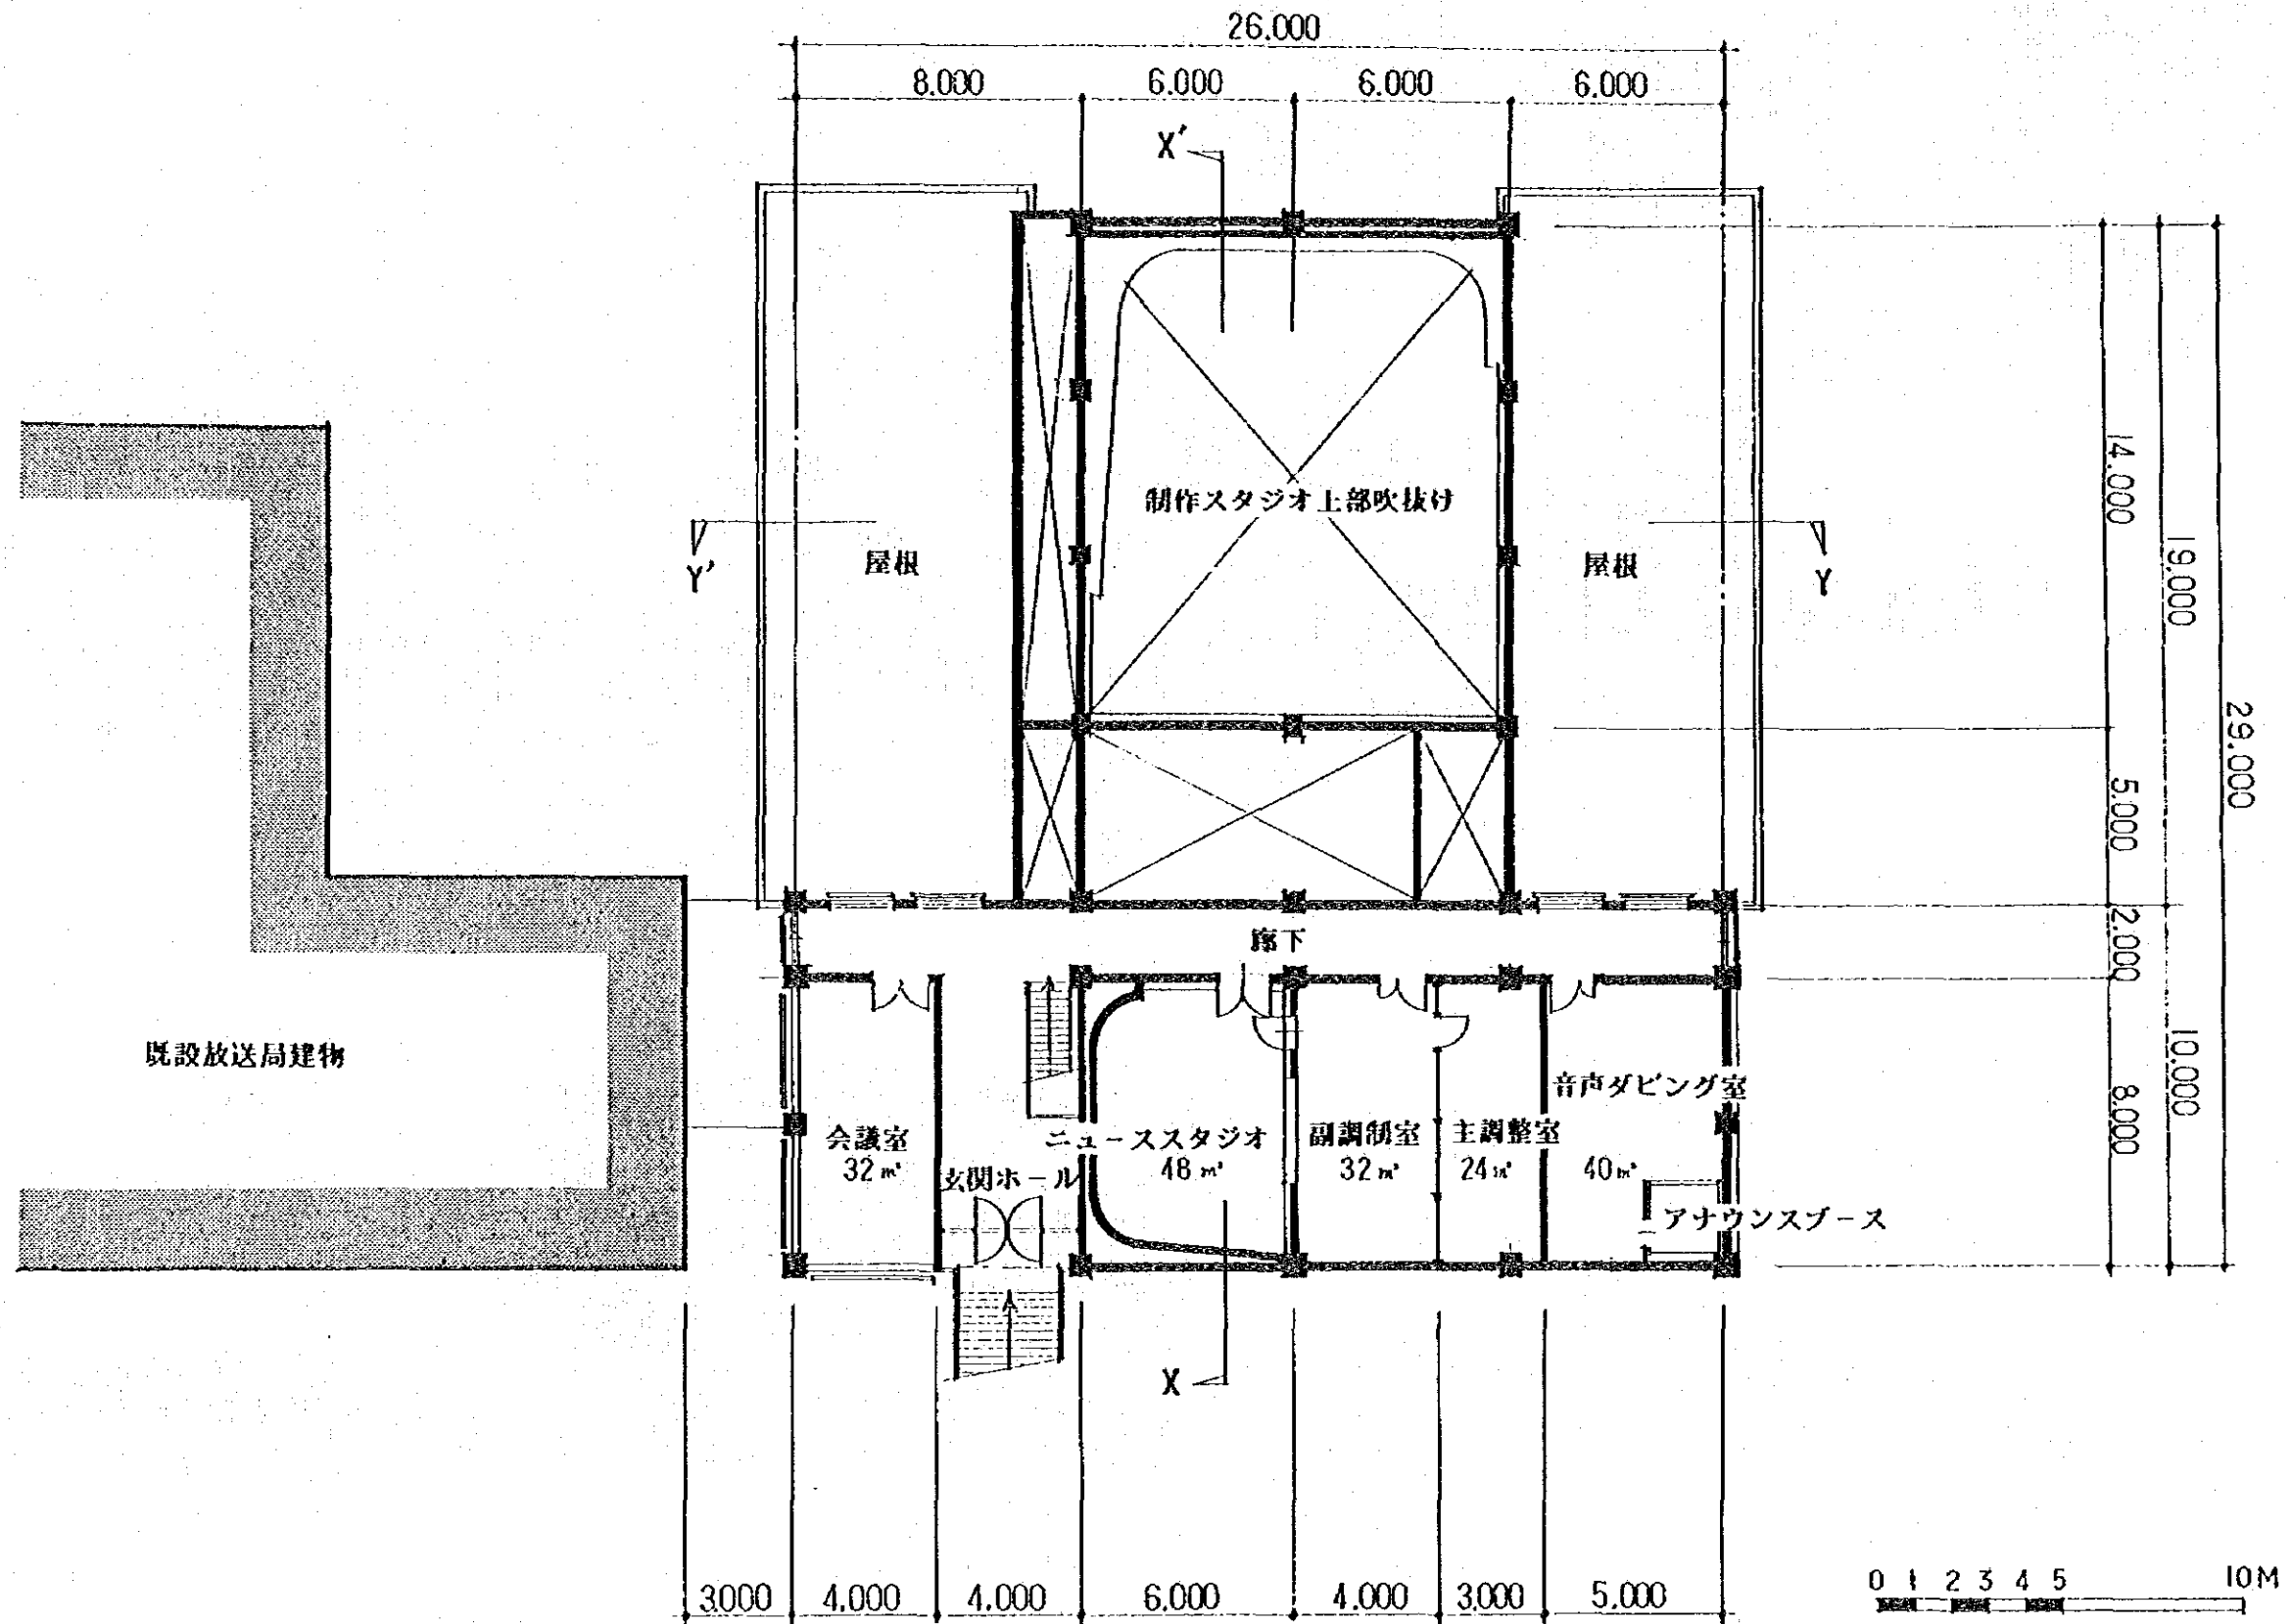 26.000
8.000 6.000 6.000 6.000
X'
制作スタジオ上部吹抜け
屋根
屋根
Y'
Y
14.000
19.000
29.000
5.000
2.000
10.000
8.000
廊下
既設放送局建物
音声ダビング室
会議室
32㎡
玄関ホール
ニューススタジオ
48㎡
副調制室
32㎡
主調整室
24㎡
40㎡
アナウンスブース
X
3.000 4.000 4.000 6.000 4.000 3.000 5.000
0 1 2 3 4 5 10M